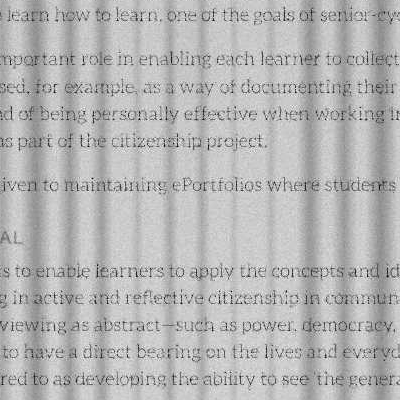 learn how to learn, one of the goals of senior-cy
mportant role in enabling each learner to collect
sed, for example, as a way of documenting their
nd of being personally effective when working in
as part of the citizenship project.
iven to maintaining ePortfolios where students
AL
s to enable learners to apply the concepts and id
g in active and reflective citizenship in commun
viewing as abstract—such as power, democracy,
to have a direct bearing on the lives and everyd
red to as developing the ability to see 'the genera